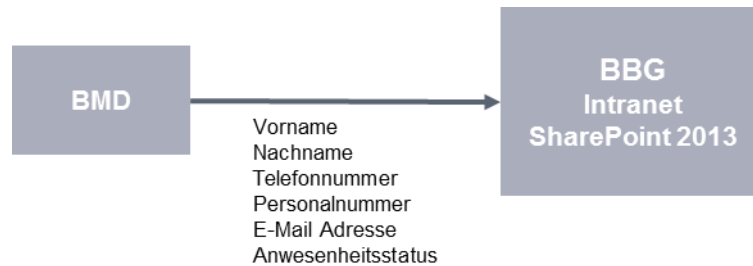 BMD
BBG
Intranet
SharePoint 2013
Vorname
Nachname
Telefonnummer
Personalnummer
E-Mail Adresse
Anwesenheitsstatus